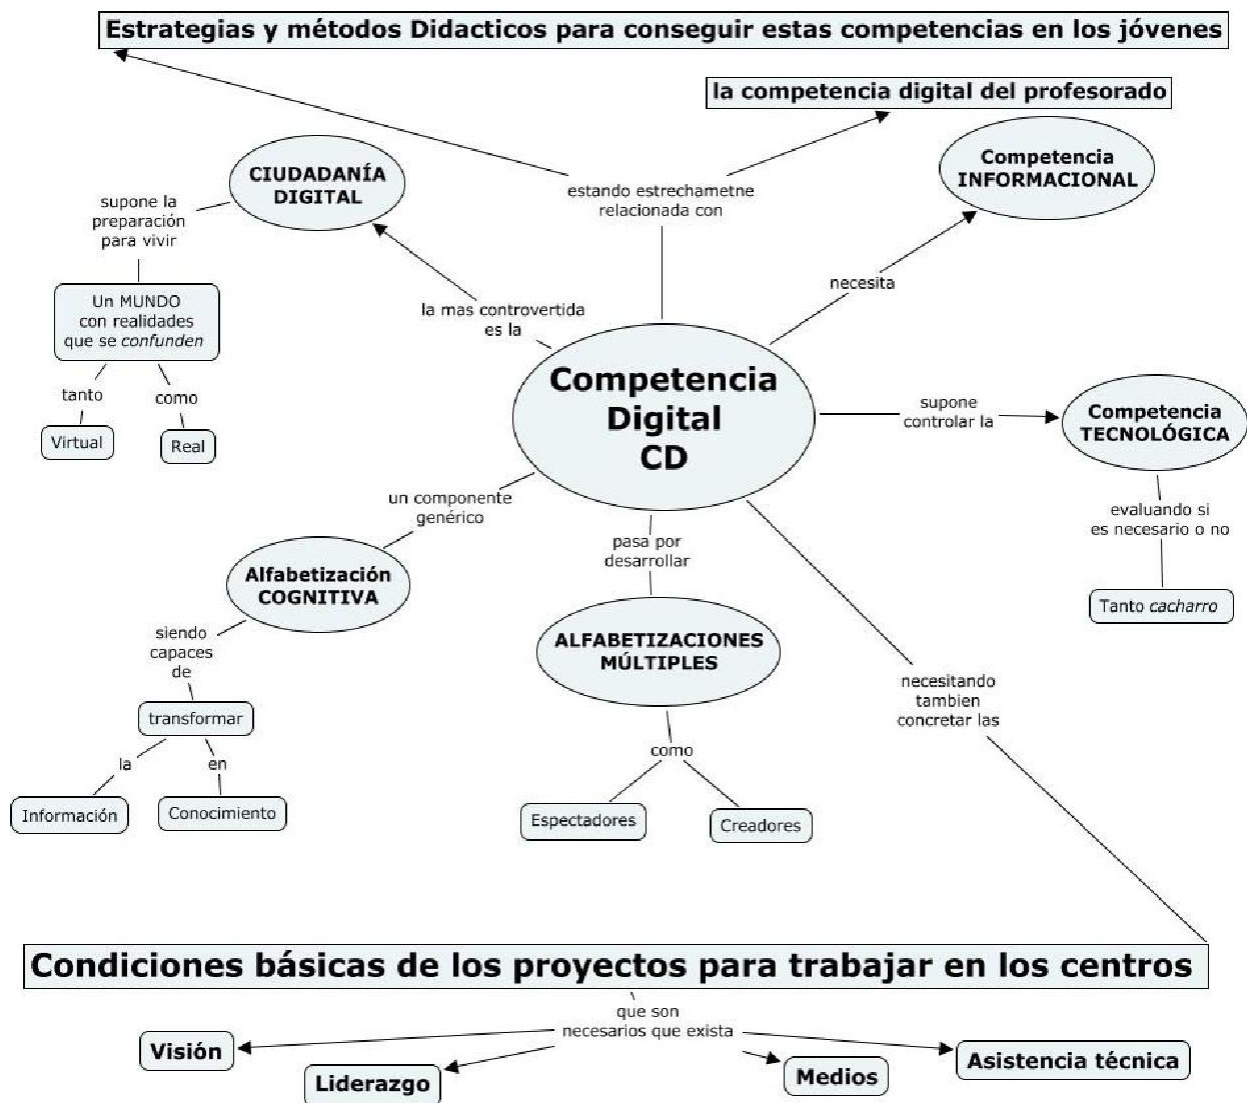 Estrategias y métodos Didacticos para conseguir estas competencias en los jóvenes
la competencia digital del profesorado
Competencia
INFORMACIONAL
CIUDADANÍA
DIGITAL
estando estrechametne
relacionada con
supone la
preparación
para vivir
necesita
Un MUNDO
con realidades
que se confunden
la mas controvertida
es la
tanto
como
Virtual
Real
Competencia
Digital
CD
supone
controlar la
Competencia
TECNOLÓGICA
un componente
genérico
evaluando si
es necesario o no
pasa por
desarrollar
Alfabetización
COGNITIVA
Tanto cacharro
siendo
capaces
de
ALFABETIZACIONES
MÚLTIPLES
necesitando
tambien
concretar las
transformar
la
en
como
Información
Conocimiento
Espectadores
Creadores
Condiciones básicas de los proyectos para trabajar en los centros
que son
necesarios que exista
Visión
Liderazgo
Medios
Asistencia técnica